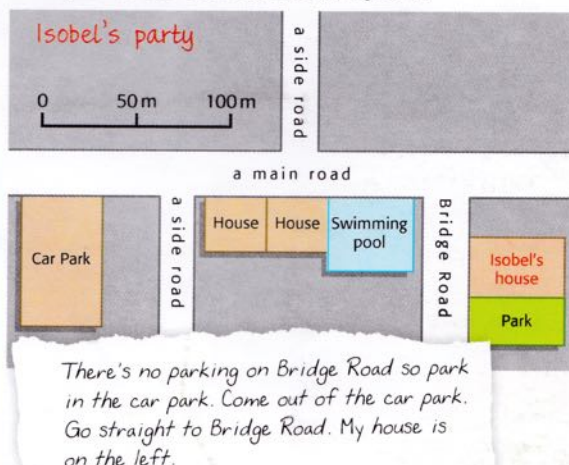 Isobel's party
0 50 m 100 m
a side road
a main road
Car Park
a side road
House
House
Swimming
pool
Bridge Road
Isobel's
house
Park
There's no parking on Bridge Road so park
in the car park. Come out of the car park.
Go straight to Bridge Road. My house is
on the left.